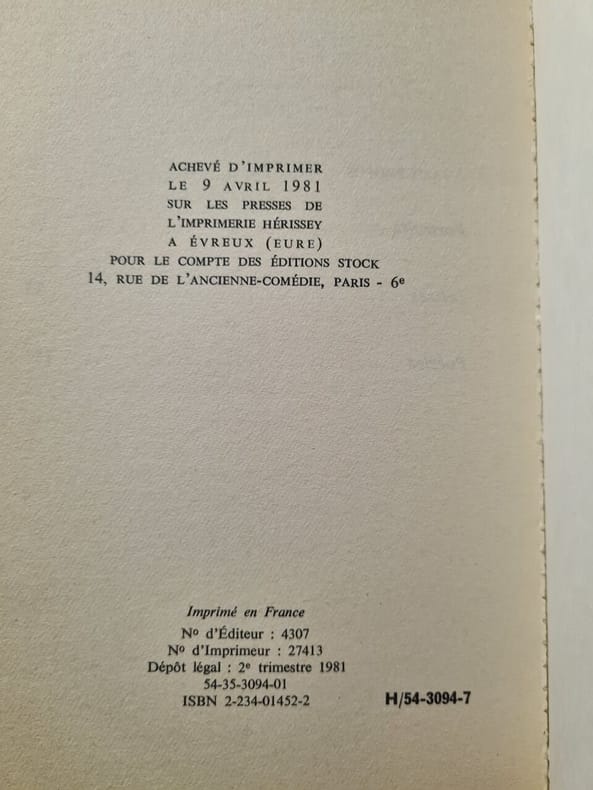 ACHEVÉ D'IMPRIMER
LE 9 AVRIL 1981
SUR LES PRESSES DE
L'IMPRIMERIE HÉRISSEY
A ÉVREUX (EURE)
POUR LE COMPTE DES ÉDITIONS STOCK
14, RUE DE L'ANCIENNE-COMÉDIE, PARIS - 6e
Imprimé en France
No d'Éditeur : 4307
No d'Imprimeur : 27413
Dépôt légal : 2e trimestre 1981
54-35-3094-01
ISBN 2-234-01452-2
H/54-3094-7